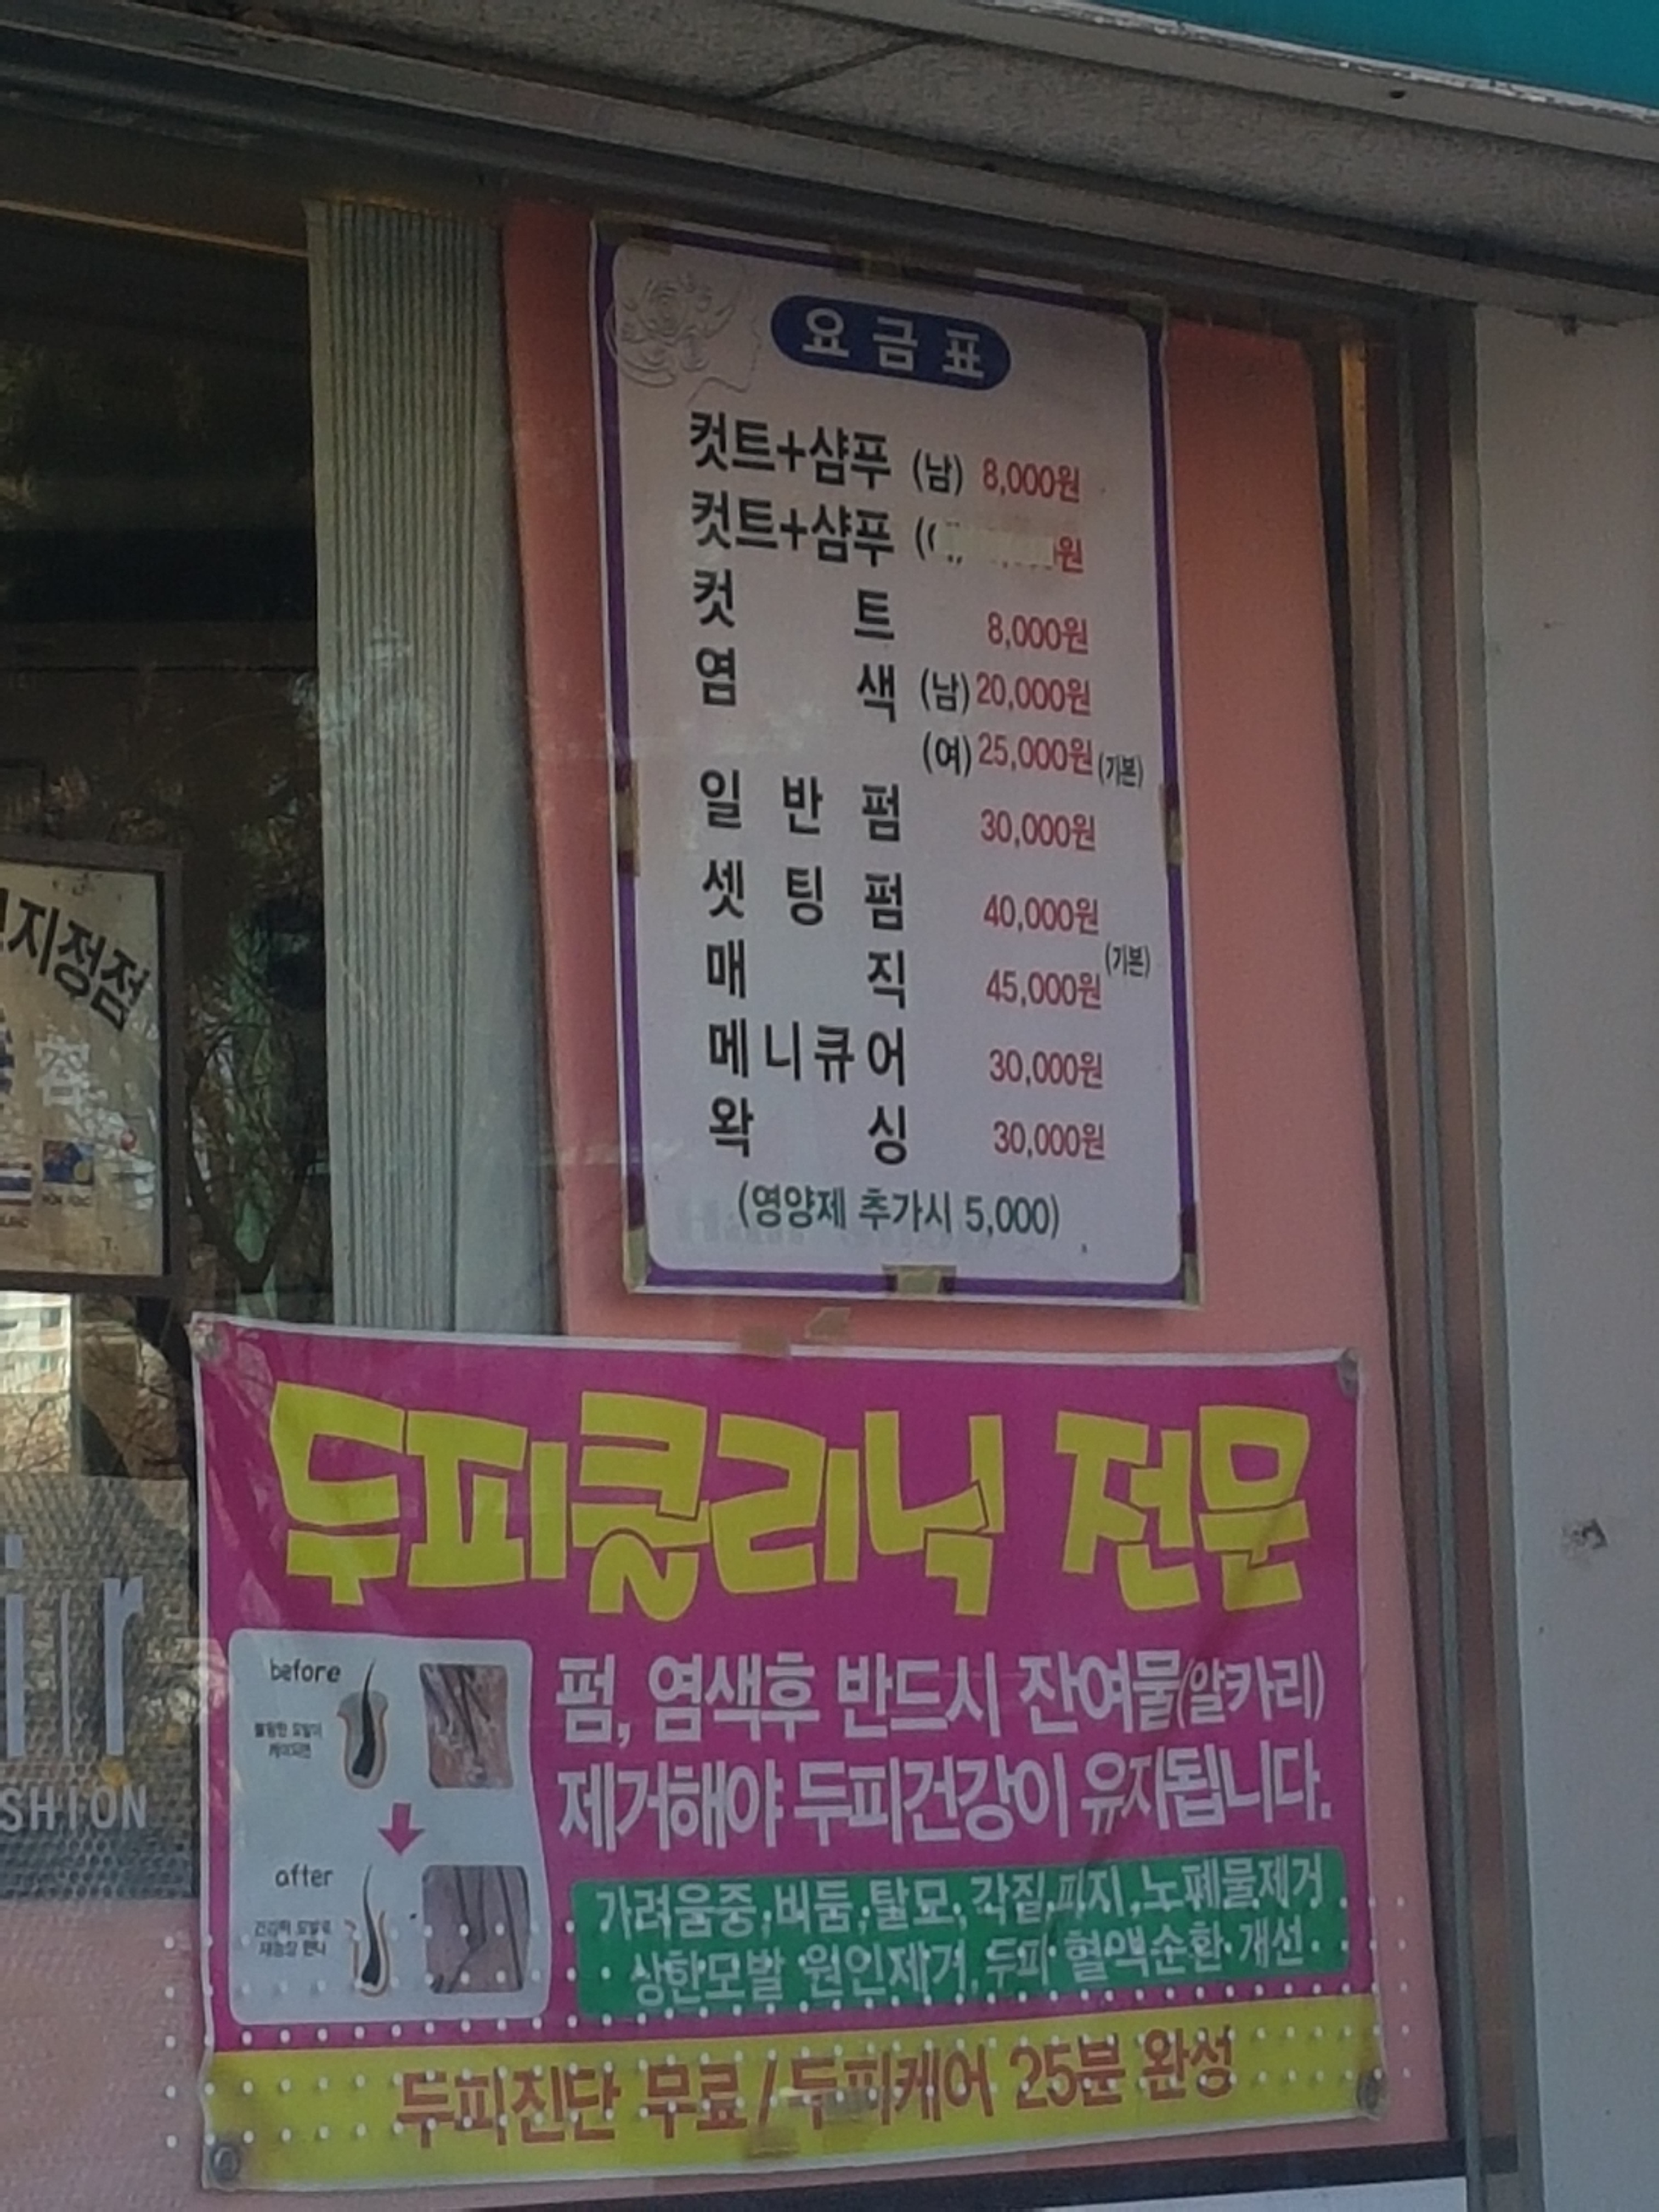 요금표
컷트+샴푸 (남) 8,000원
컷트+샴푸 원
컷트 8,000원
염색 (남) 20,000원
(여) 25,000원 (기본)
일반펌 30,000원
셋팅펌 40,000원
(기본)
매직 45,000원
메니큐어 30,000원
왁싱 30,000원
(영양제 추가시 5,000)
지정점
容
두피클리닉 전문
before
펌, 염색후 반드시 잔여물(알카리)
제거해야 두피건강이 유지됩니다.
after
가려움증, 비듬, 탈모, 각질, 피지, 노폐물제거
상한모발 원인제거, 두피 혈액순환 개선
두피진단 무료 / 두피케어 25분 완성
ir
SHION